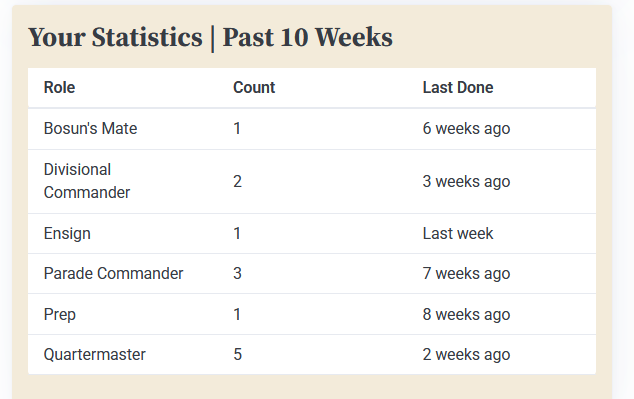 Your Statistics | Past 10 Weeks
Role Count Last Done
Bosun's Mate 1 6 weeks ago
Divisional
Commander 2 3 weeks ago
Ensign 1 Last week
Parade Commander 3 7 weeks ago
Prep 1 8 weeks ago
Quartermaster 5 2 weeks ago